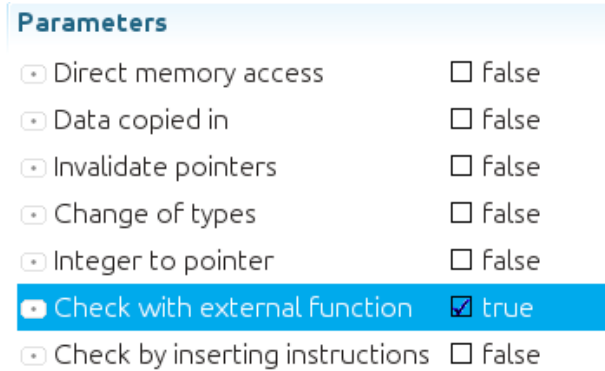 Parameters
Direct memory access false
Data copied in false
Invalidate pointers false
Change of types false
Integer to pointer false
Check with external function true
Check by inserting instructions false